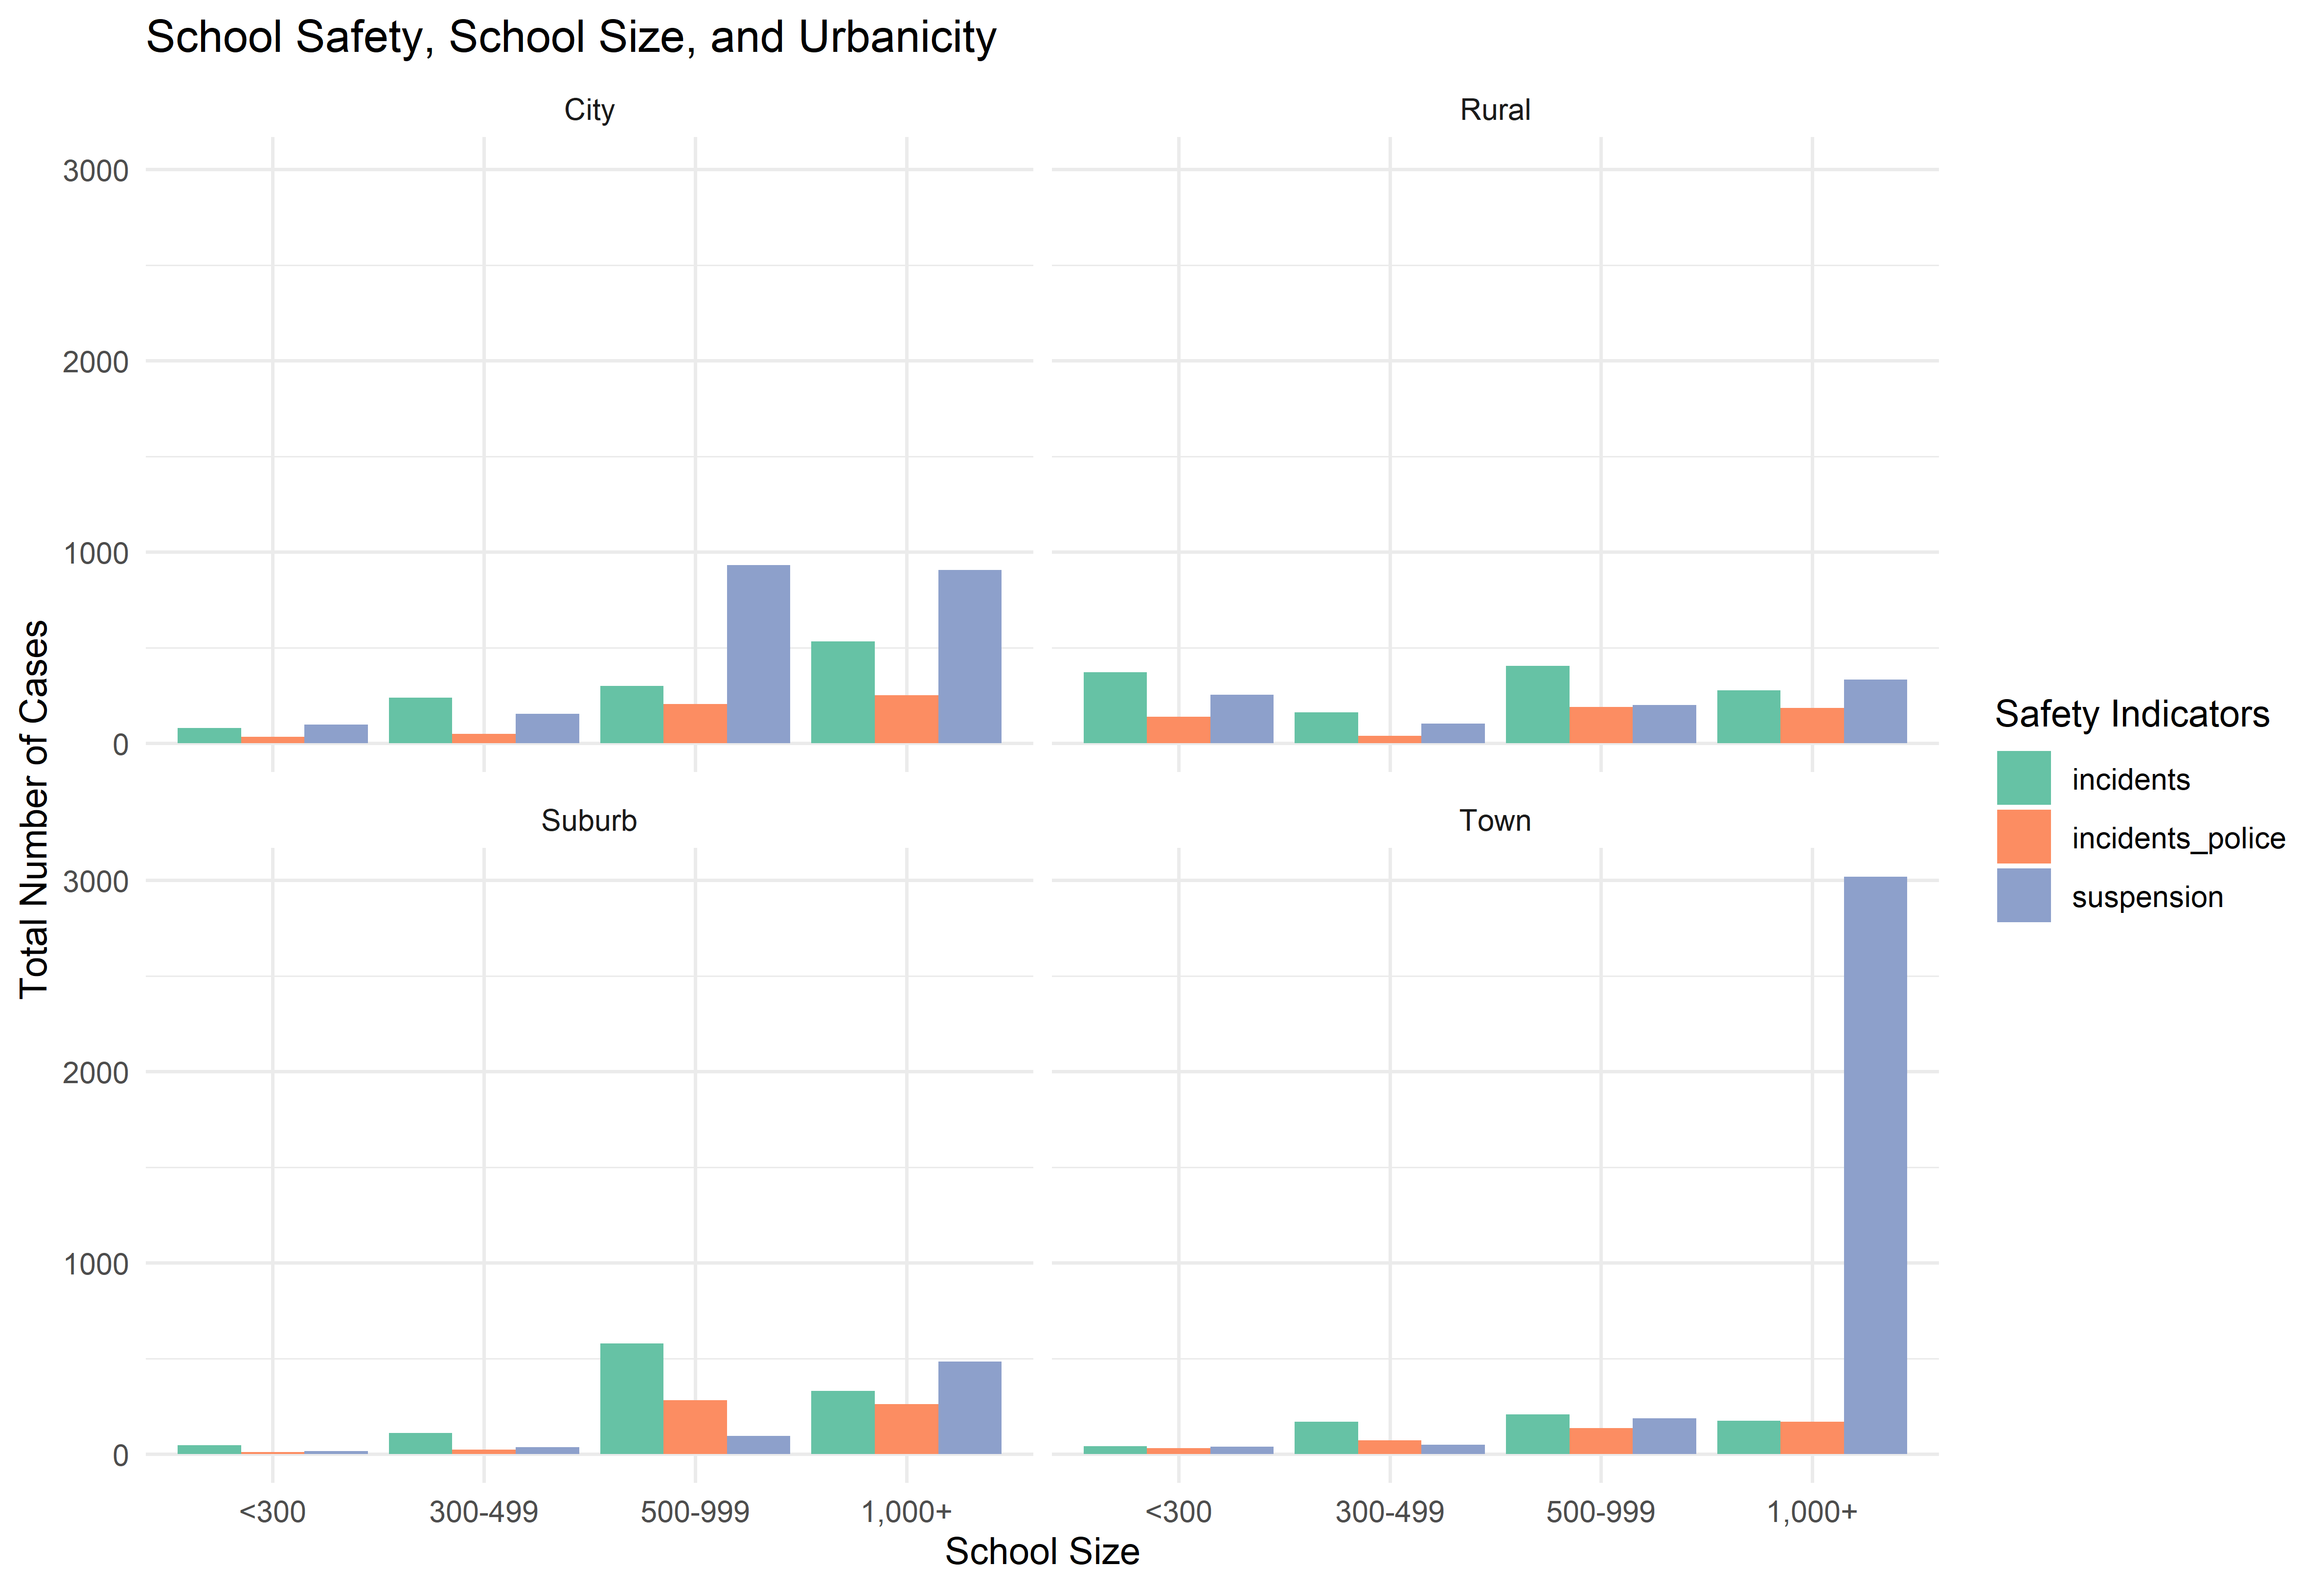 School Safety, School Size, and Urbanicity
City
Rural
3000
2000
1000
0
Suburb
Town
3000
2000
1000
0
<300
300-499
500-999
1,000+
<300
300-499
500-999
1,000+
School Size
Total Number of Cases
Safety Indicators
incidents
incidents_police
suspension